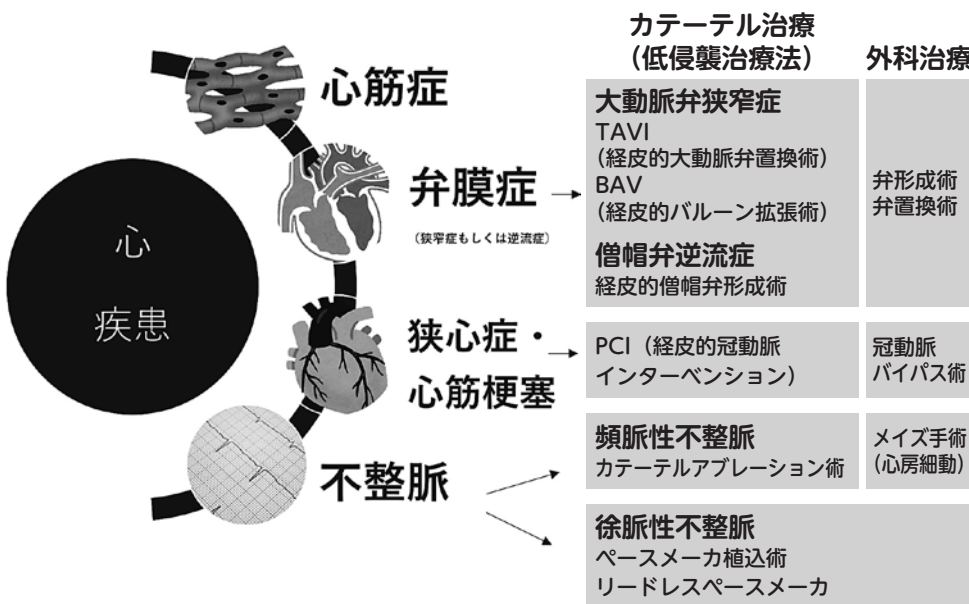 心
疾患
心筋症
弁膜症
（狭窄症もしくは逆流症）
狭心症・
心筋梗塞
不整脈
カテーテル治療
（低侵襲治療法）
外科治療
大動脈弁狭窄症
TAVI
（経皮的大動脈弁置換術）
BAV
（経皮的バルーン拡張術）
僧帽弁逆流症
経皮的僧帽弁形成術
弁形成術
弁置換術
PCI（経皮的冠動脈
インターベンション）
冠動脈
バイパス術
頻脈性不整脈
カテーテルアブレーション術
メイズ手術
（心房細動）
徐脈性不整脈
ペースメーカ植込術
リードレスペースメーカ